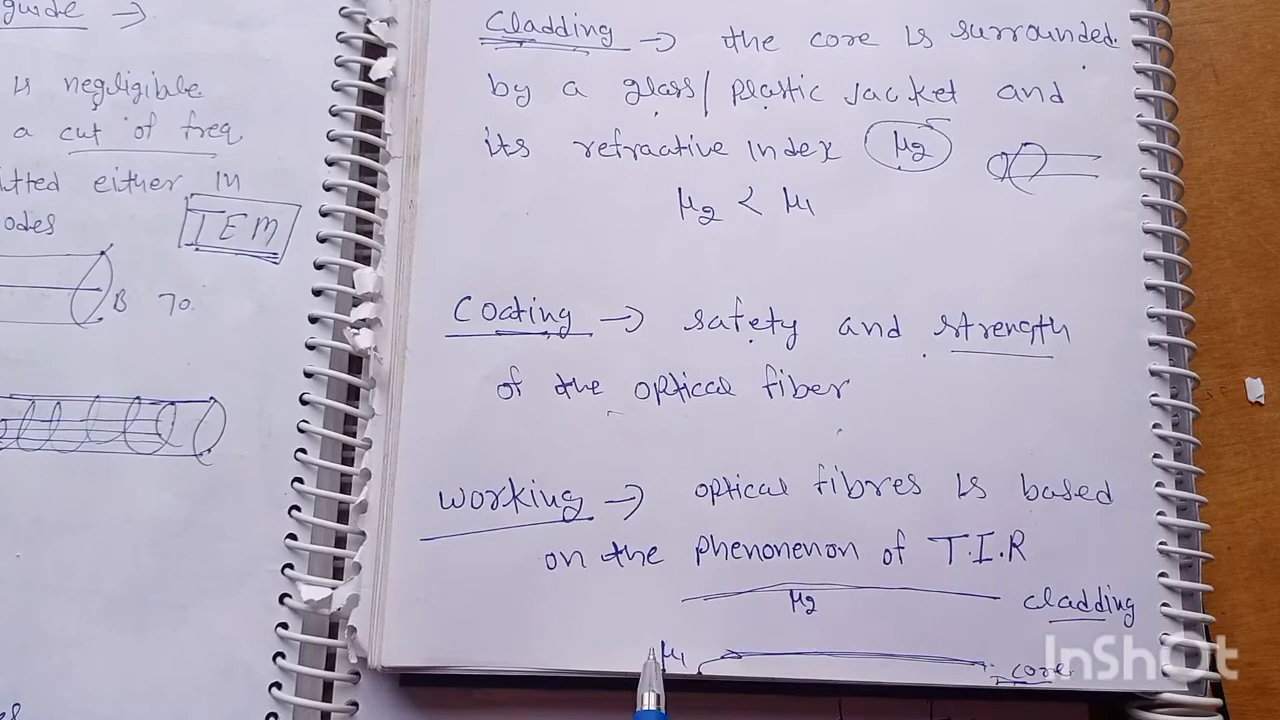 guide →
is negligible
a cut of freq
itted either in
odes
TEM
B 70
Cladding → the core is surrounded.
by a glass/plastic jacket and
its refractive index μ2
μ2 < μ1
Coating → safety and strength
of the optical fiber
working → optical fibres is based
on the phenonenon of T.I.R
μ2 cladding
μ1 core
InShot